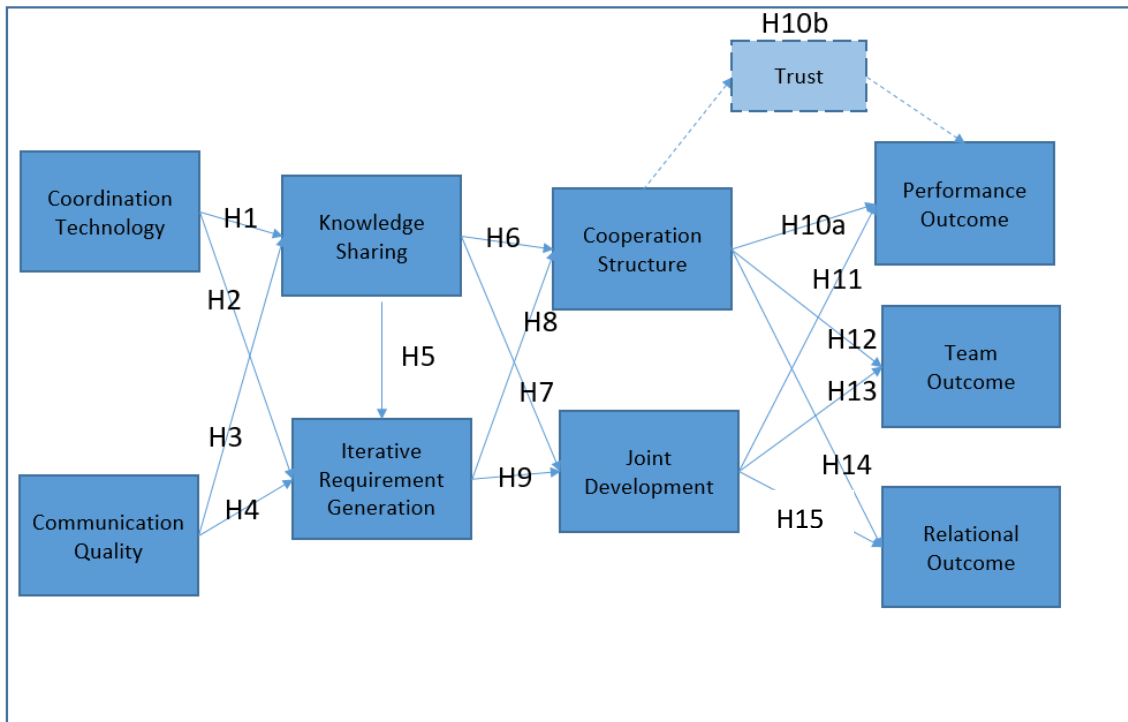 H10b
Trust
Coordination
Technology
H1
Knowledge
Sharing
H6
Cooperation
Structure
H10a
Performance
Outcome
H2
H5
H8
H7
H11
H12
H13
Team
Outcome
H3
H4
Communication
Quality
Iterative
Requirement
Generation
H9
Joint
Development
H14
H15
Relational
Outcome